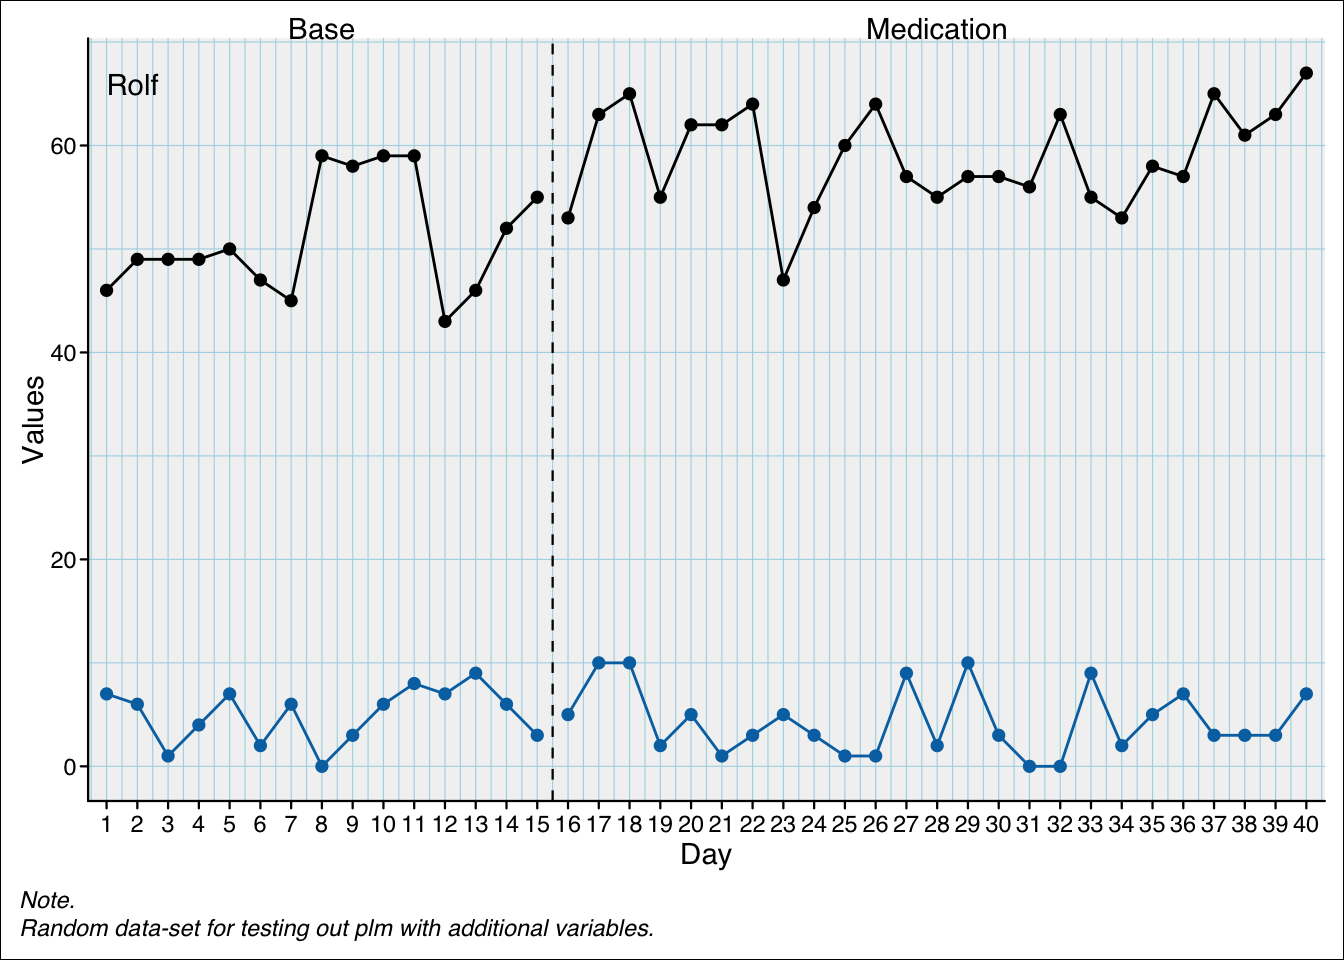 Base Medication
Rolf
60
40
20
0
Values
1 2 3 4 5 6 7 8 9 10 11 12 13 14 15 16 17 18 19 20 21 22 23 24 25 26 27 28 29 30 31 32 33 34 35 36 37 38 39 40
Day
Note.
Random data-set for testing out plm with additional variables.